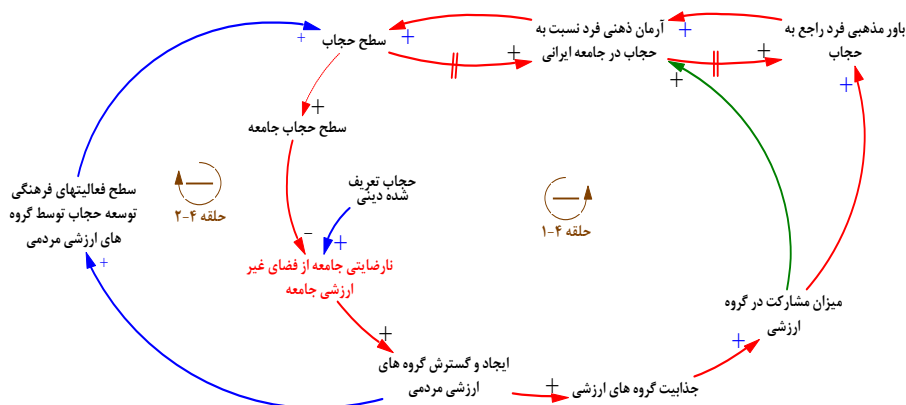 باور مذهبی فرد راجع به
حجاب
آرمان ذهنی فرد نسبت به
حجاب در جامعه ایرانی
سطح حجاب
سطح حجاب جامعه
حجاب تعریف
شده دینی
سطح فعالیتهای فرهنگی
توسعه حجاب توسط گروه
های ارزشی مردمی
حلقه ۴-۲
حلقه ۴-۱
نارضایتی جامعه از فضای غیر
ارزشی جامعه
میزان مشارکت در گروه
ارزشی
ایجاد و گسترش گروه های
ارزشی مردمی
جذابیت گروه های ارزشی